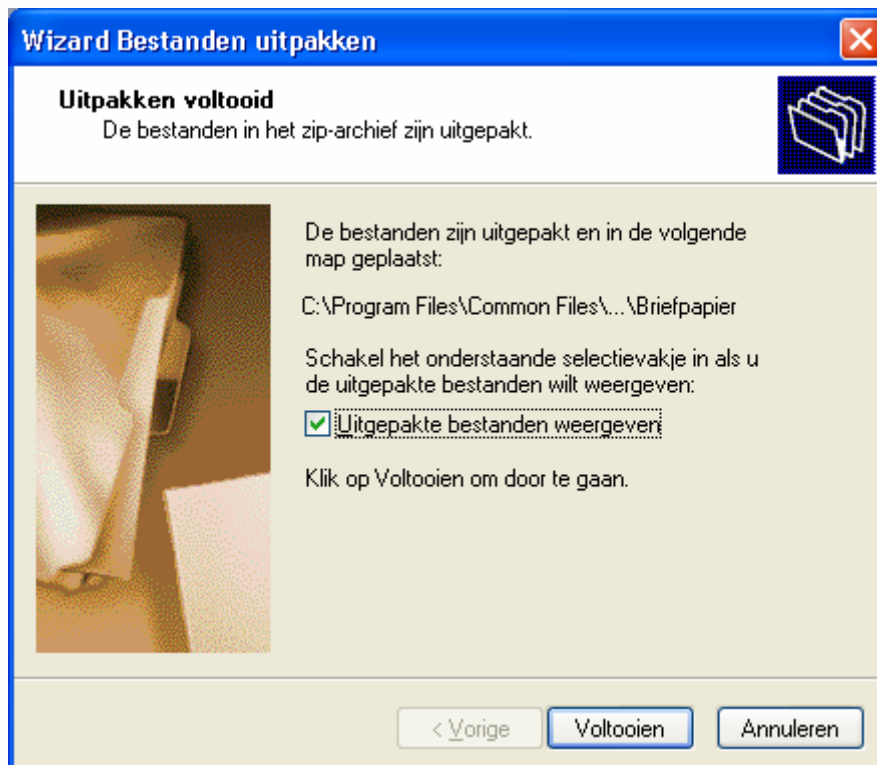 Wizard Bestanden uitpakken
Uitpakken voltooid
De bestanden in het zip-archief zijn uitgepakt.
De bestanden zijn uitgepakt en in de volgende
map geplaatst:
C:\Program Files\Common Files\...\Briefpapier
Schakel het onderstaande selectievakje in als u
de uitgepakte bestanden wilt weergeven:
Uitgepakte bestanden weergeven
Klik op Voltooien om door te gaan.
< Vorige
Voltooien
Annuleren